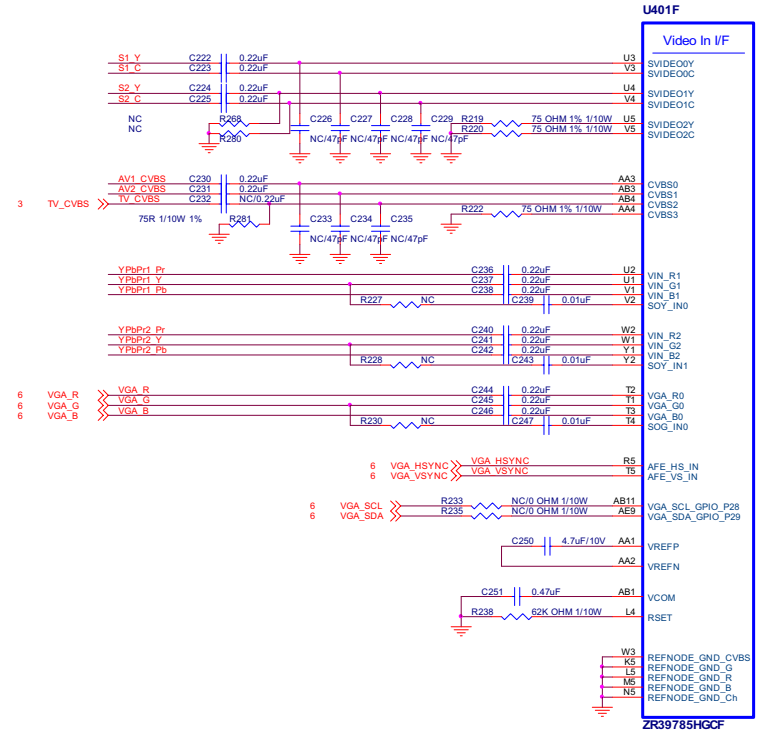 U401F
Video In I/F
S1_Y C222 0.22uF U3 SVIDEO0Y
S1_C C223 0.22uF V3 SVIDEO0C
S2_Y C224 0.22uF U4 SVIDEO1Y
S2_C C225 0.22uF V4 SVIDEO1C
NC R268 C226 C227 C228 C229 R219 75 OHM 1% 1/10W U5 SVIDEO2Y
NC R280 NC/47pF NC/47pF NC/47pF NC/47pF R220 75 OHM 1% 1/10W V5 SVIDEO2C
AV1_CVBS C230 0.22uF AA3 CVBS0
AV2_CVBS C231 0.22uF AB3 CVBS1
3 TV_CVBS TV_CVBS C232 NC/0.22uF AB4 CVBS2
R222 75 OHM 1% 1/10W AA4 CVBS3
75R 1/10W 1% R281 C233 C234 C235
NC/47pF NC/47pF NC/47pF
YPbPr1_Pr C236 0.22uF U2 VIN_R1
YPbPr1_Y C237 0.22uF U1 VIN_G1
YPbPr1_Pb C238 0.22uF V1 VIN_B1
R227 NC C239 0.01uF V2 SOY_IN0
YPbPr2_Pr C240 0.22uF W2 VIN_R2
YPbPr2_Y C241 0.22uF W1 VIN_G2
YPbPr2_Pb C242 0.22uF Y1 VIN_B2
R228 NC C243 0.01uF Y2 SOY_IN1
6 VGA_R VGA_R C244 0.22uF T2 VGA_R0
6 VGA_G VGA_G C245 0.22uF T1 VGA_G0
6 VGA_B VGA_B C246 0.22uF T3 VGA_B0
R230 NC C247 0.01uF T4 SOG_IN0
6 VGA_HSYNC VGA_HSYNC R5 AFE_HS_IN
6 VGA_VSYNC VGA_VSYNC T5 AFE_VS_IN
6 VGA_SCL R233 NC/0 OHM 1/10W AB11 VGA_SCL_GPIO_P28
6 VGA_SDA R235 NC/0 OHM 1/10W AE9 VGA_SDA_GPIO_P29
C250 4.7uF/10V AA1 VREFP
AA2 VREFN
C251 0.47uF AB1 VCOM
R238 62K OHM 1/10W L4 RSET
W3 REFNODE_GND_CVBS
K5 REFNODE_GND_G
L5 REFNODE_GND_R
M5 REFNODE_GND_B
N5 REFNODE_GND_Ch
ZR39785HGCF